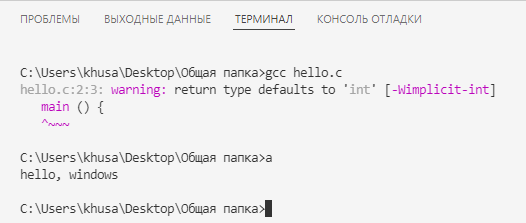 ПРОБЛЕМЫ ВЫХОДНЫЕ ДАННЫЕ ТЕРМИНАЛ КОНСОЛЬ ОТЛАДКИ
C:\Users\khusa\Desktop\Общая папка>gcc hello.c
hello.c:2:3: warning: return type defaults to 'int' [-Wimplicit-int]
   main () {
   ^~~~
C:\Users\khusa\Desktop\Общая папка>a
hello, windows
C:\Users\khusa\Desktop\Общая папка>